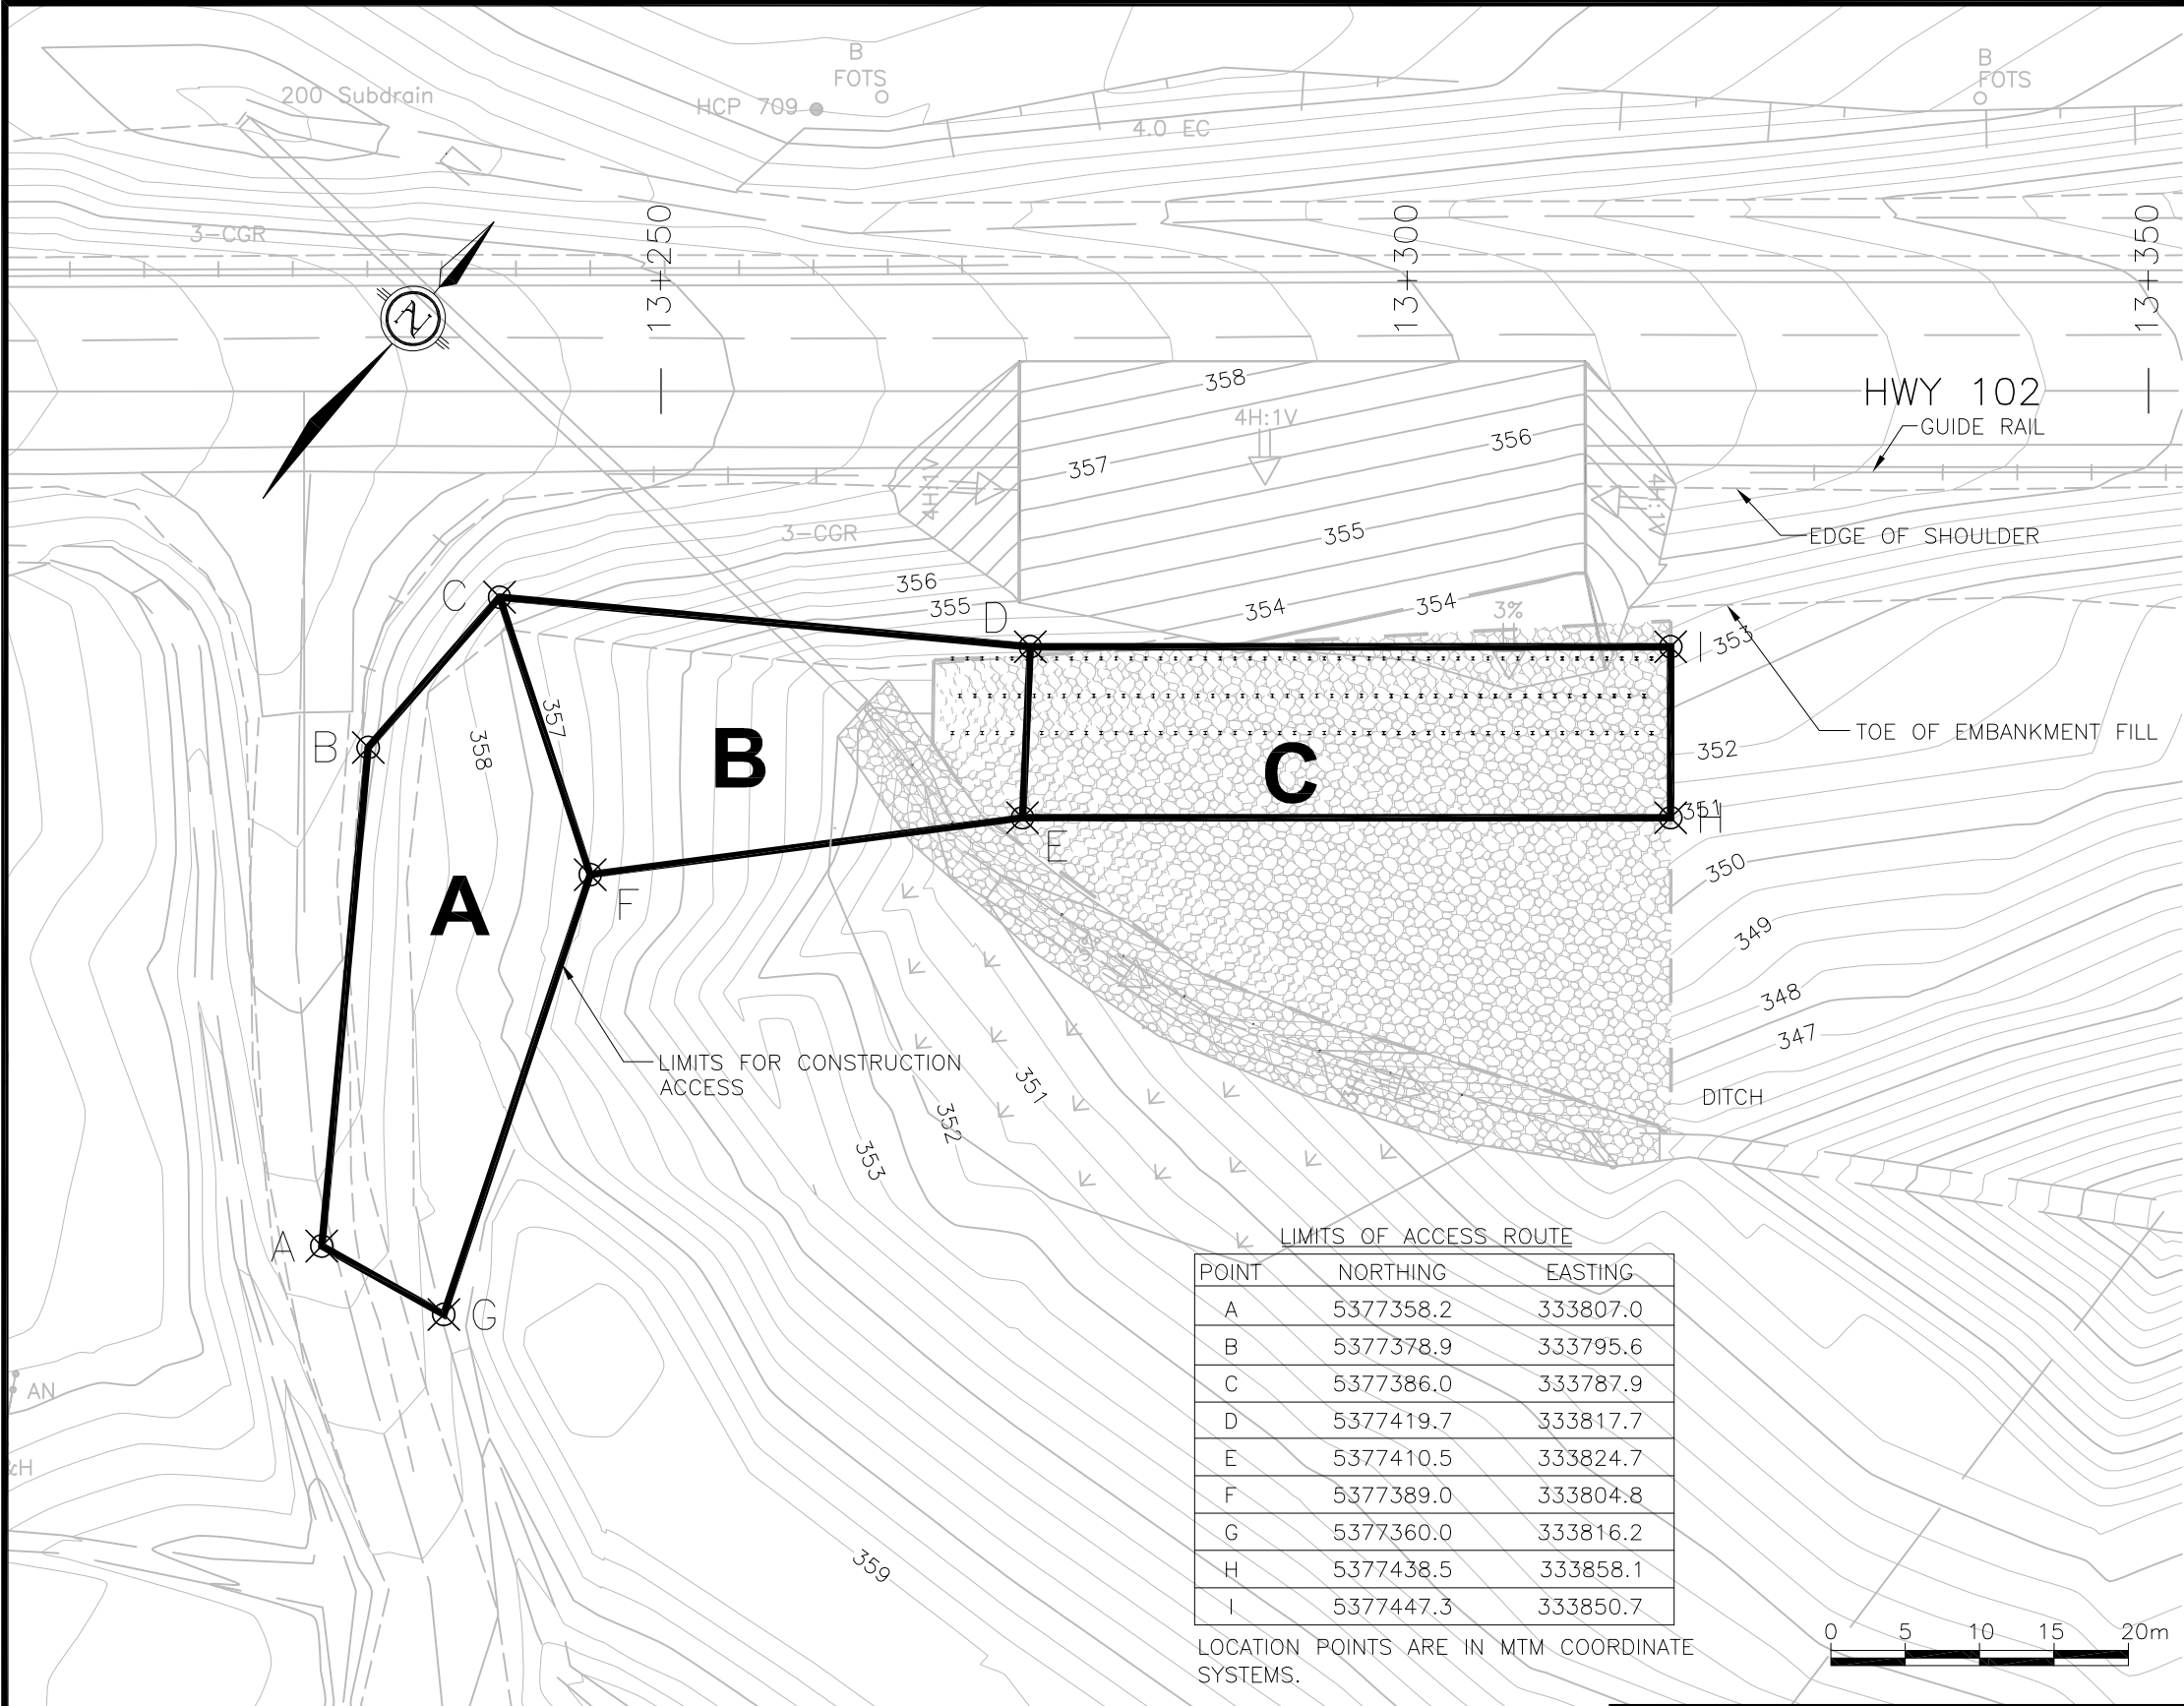 B
FOTS
B
FOTS
200 Subdrain
HCP 709
4.0 EC
3-CGR
13+250
13+300
13+350
N
358
4H:1V
HWY 102
GUIDE RAIL
357
356
4H:1V
4H:1V
3-CGR
355
EDGE OF SHOULDER
356
355
354
354
3%
C
D
I
353
B
358
357
B
C
352
TOE OF EMBANKMENT FILL
351
H
E
F
A
350
349
3%
348
347
LIMITS FOR CONSTRUCTION
ACCESS
351
352
353
DITCH
A
G
AN
&H
359
LIMITS OF ACCESS ROUTE
POINT NORTHING EASTING
A 5377358.2 333807.0
B 5377378.9 333795.6
C 5377386.0 333787.9
D 5377419.7 333817.7
E 5377410.5 333824.7
F 5377389.0 333804.8
G 5377360.0 333816.2
H 5377438.5 333858.1
I 5377447.3 333850.7
LOCATION POINTS ARE IN MTM COORDINATE
SYSTEMS.
0 5 10 15 20m